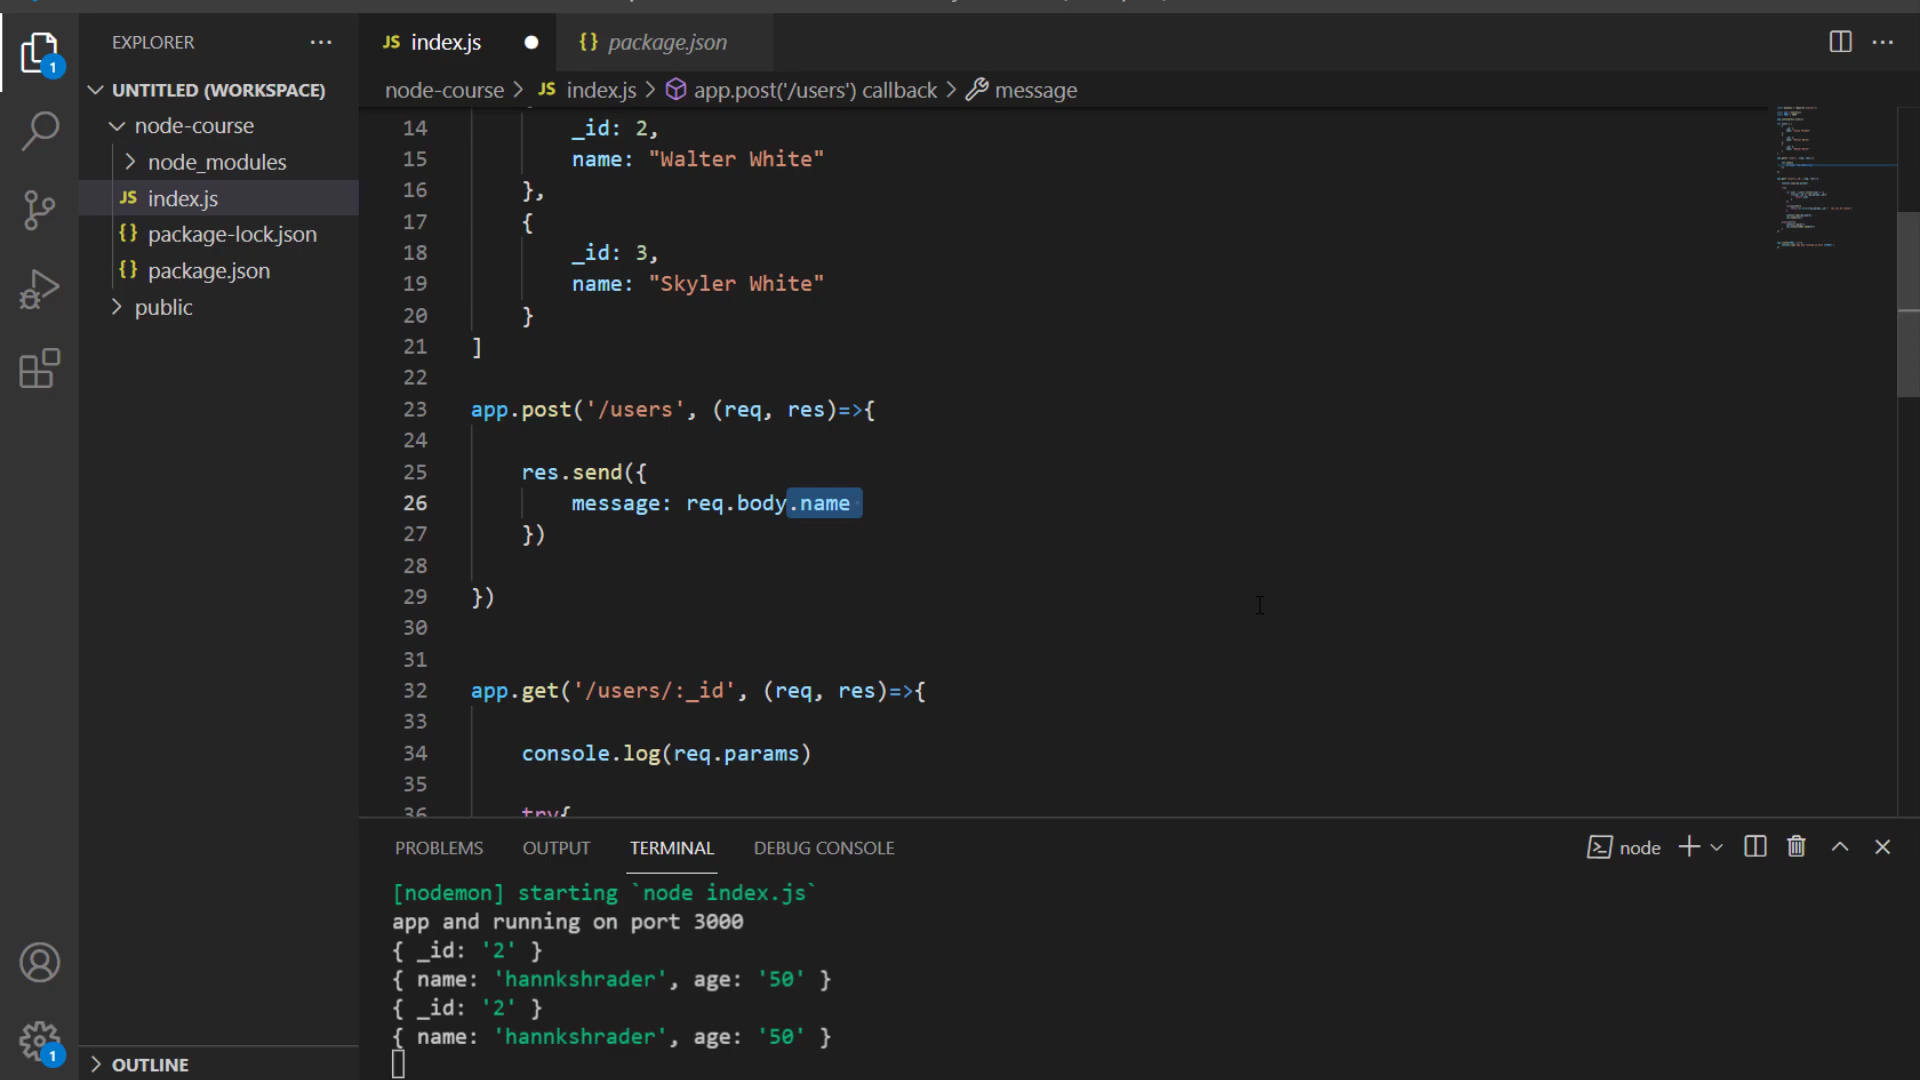 EXPLORER
JS index.js
{} package.json
UNTITLED (WORKSPACE)
node-course > JS index.js > app.post('/users') callback > message
node-course
node_modules
JS index.js
{} package-lock.json
{} package.json
public
14 _id: 2,
15 name: "Walter White"
16 },
17 {
18 _id: 3,
19 name: "Skyler White"
20 }
21 ]
22
23 app.post('/users', (req, res)=>{
24
25 res.send({
26 message: req.body.name
27 })
28
29 })
30
31
32 app.get('/users/:_id', (req, res)=>{
33
34 console.log(req.params)
35
36 try{
PROBLEMS OUTPUT TERMINAL DEBUG CONSOLE
node
[nodemon] starting `node index.js`
app and running on port 3000
{ _id: '2' }
{ name: 'hannkshrader', age: '50' }
{ _id: '2' }
{ name: 'hannkshrader', age: '50' }
OUTLINE
1
1